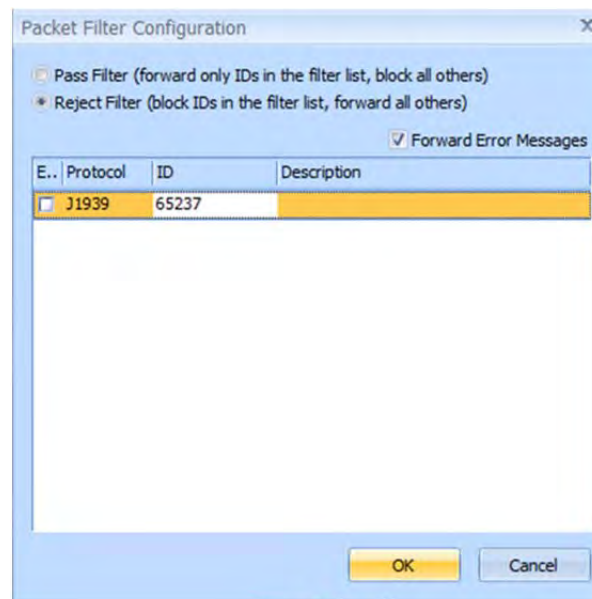 Packet Filter Configuration X
Pass Filter (forward only IDs in the filter list, block all others)
Reject Filter (block IDs in the filter list, forward all others)
Forward Error Messages
E.. Protocol ID Description
J1939 65237
OK Cancel